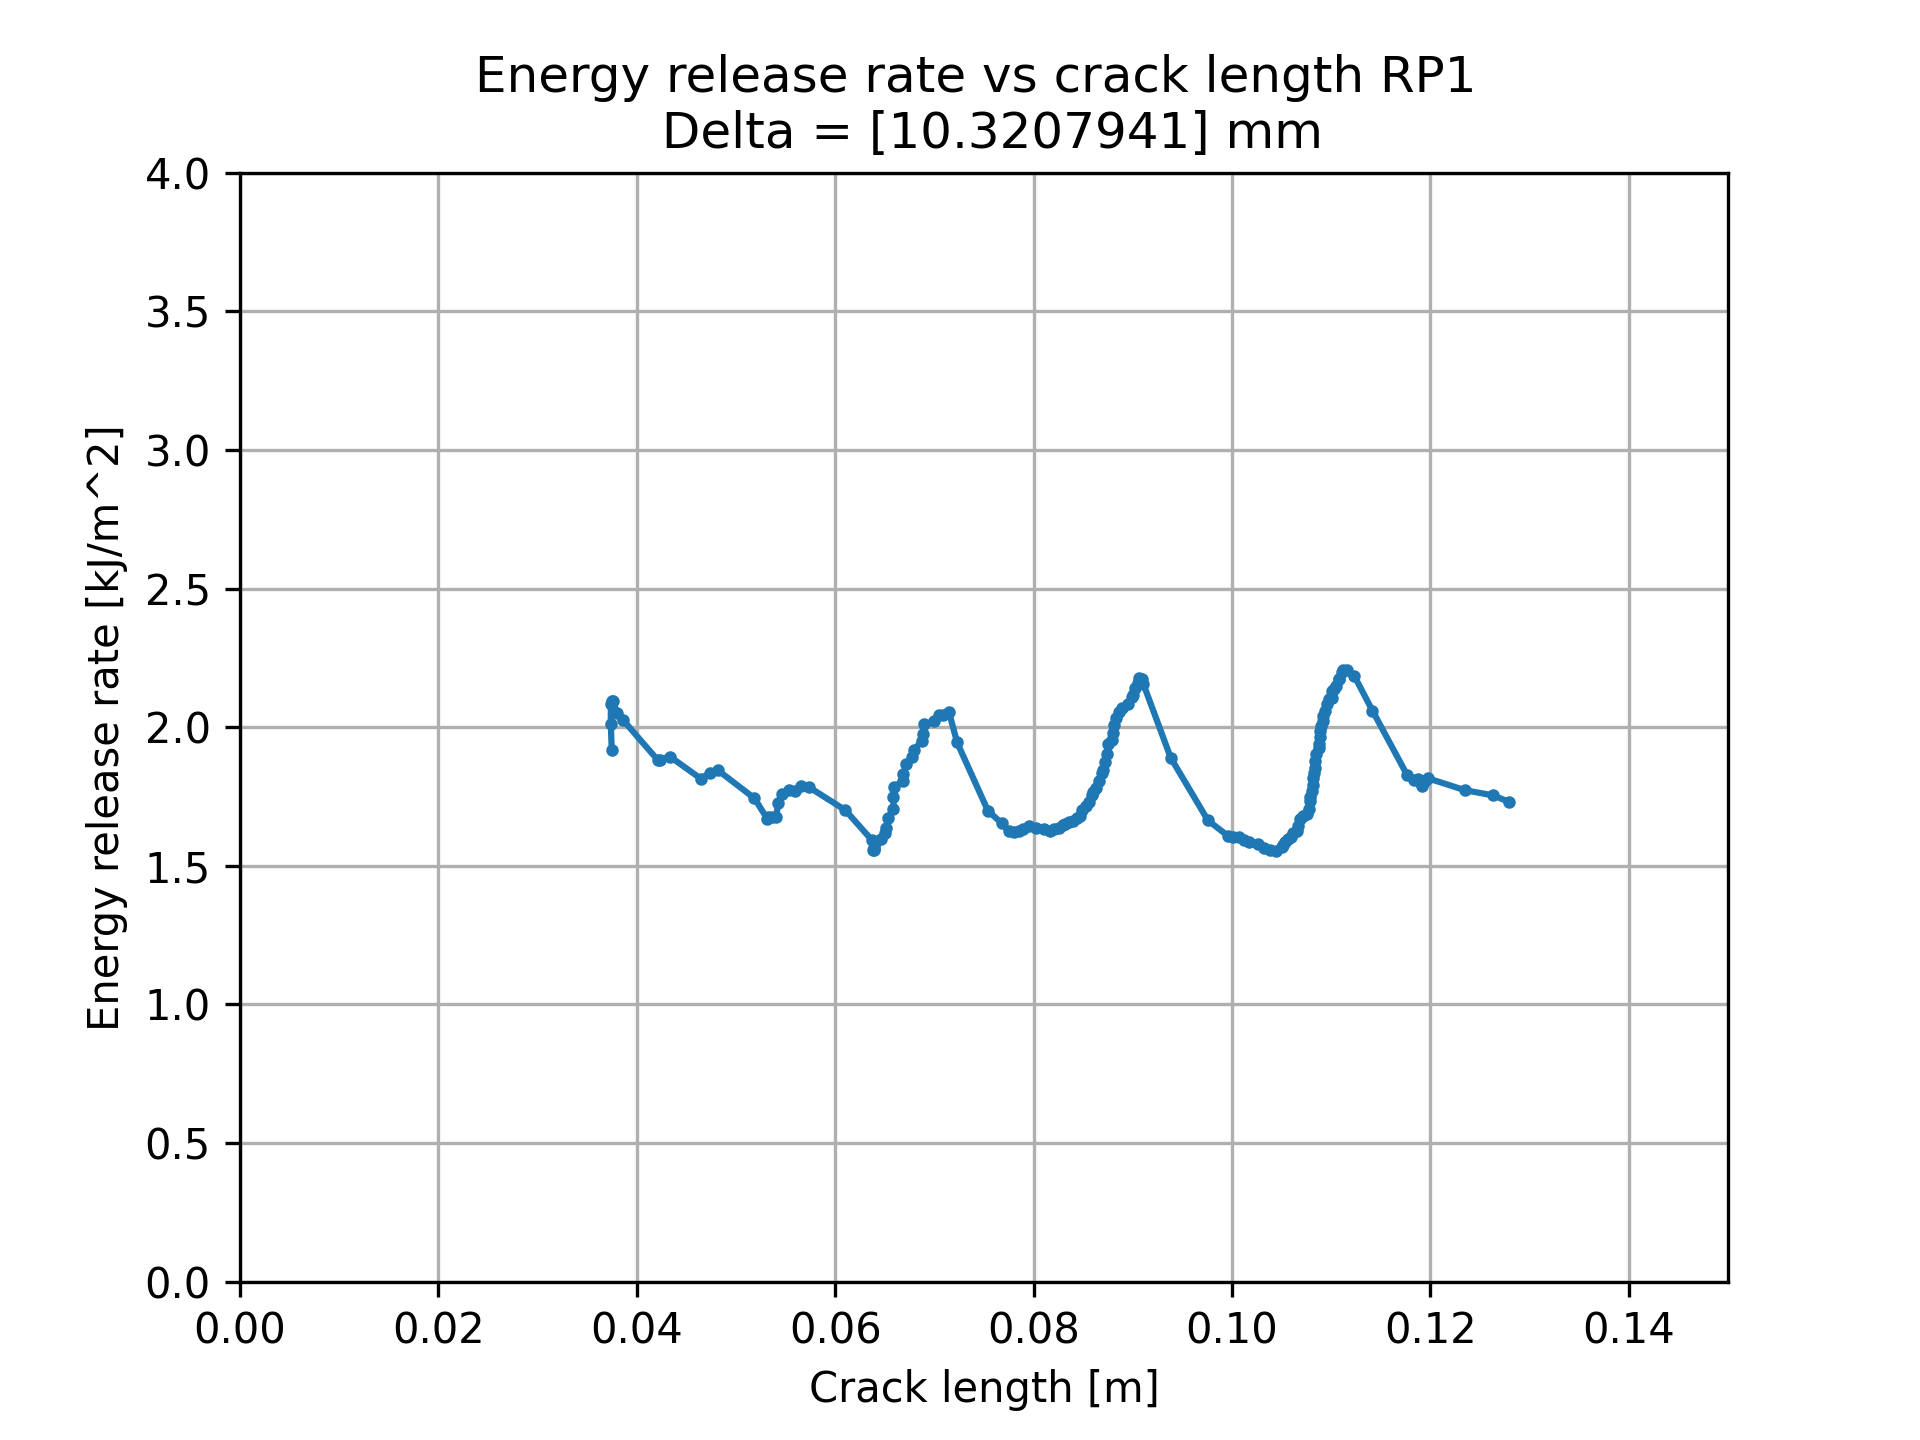 Energy release rate vs crack length RP1
Delta = [10.3207941] mm
4.0
3.5
3.0
2.5
2.0
1.5
1.0
0.5
0.0
Energy release rate [kJ/m^2]
0.00 0.02 0.04 0.06 0.08 0.10 0.12 0.14
Crack length [m]